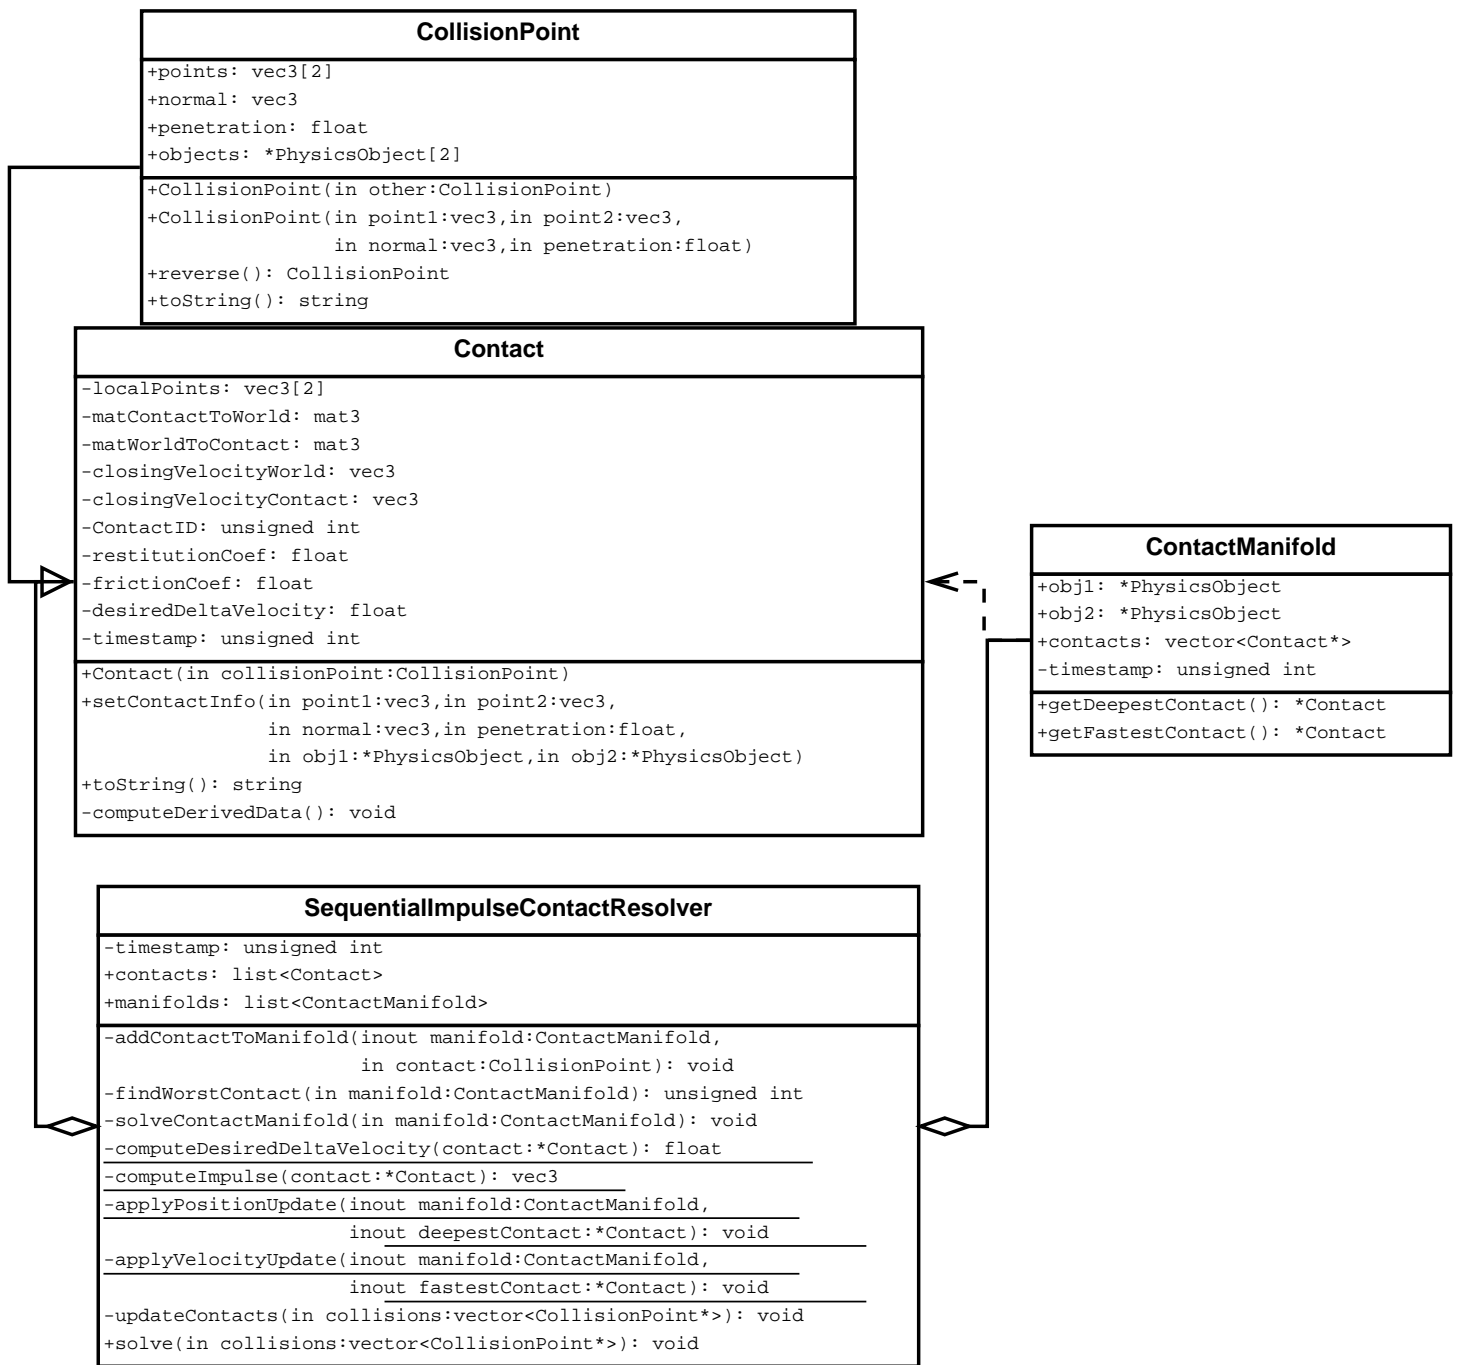 CollisionPoint
+points: vec3[2]
+normal: vec3
+penetration: float
+objects: *PhysicsObject[2]
+CollisionPoint(in other:CollisionPoint)
+CollisionPoint(in point1:vec3,in point2:vec3,
in normal:vec3,in penetration:float)
+reverse(): CollisionPoint
+toString(): string
Contact
-localPoints: vec3[2]
-matContactToWorld: mat3
-matWorldToContact: mat3
-closingVelocityWorld: vec3
-closingVelocityContact: vec3
-ContactID: unsigned int
-restitutionCoef: float
-frictionCoef: float
-desiredDeltaVelocity: float
-timestamp: unsigned int
+Contact(in collisionPoint:CollisionPoint)
+setContactInfo(in point1:vec3,in point2:vec3,
in normal:vec3,in penetration:float,
in obj1:*PhysicsObject,in obj2:*PhysicsObject)
+toString(): string
-computeDerivedData(): void
ContactManifold
+obj1: *PhysicsObject
+obj2: *PhysicsObject
+contacts: vector<Contact*>
-timestamp: unsigned int
+getDeepestContact(): *Contact
+getFastestContact(): *Contact
SequentialImpulseContactResolver
-timestamp: unsigned int
+contacts: list<Contact>
+manifolds: list<ContactManifold>
-addContactToManifold(inout manifold:ContactManifold,
in contact:CollisionPoint): void
-findWorstContact(in manifold:ContactManifold): unsigned int
-solveContactManifold(in manifold:ContactManifold): void
-computeDesiredDeltaVelocity(contact:*Contact): float
-computeImpulse(contact:*Contact): vec3
-applyPositionUpdate(inout manifold:ContactManifold,
inout deepestContact:*Contact): void
-applyVelocityUpdate(inout manifold:ContactManifold,
inout fastestContact:*Contact): void
-updateContacts(in collisions:vector<CollisionPoint*>): void
+solve(in collisions:vector<CollisionPoint*>): void